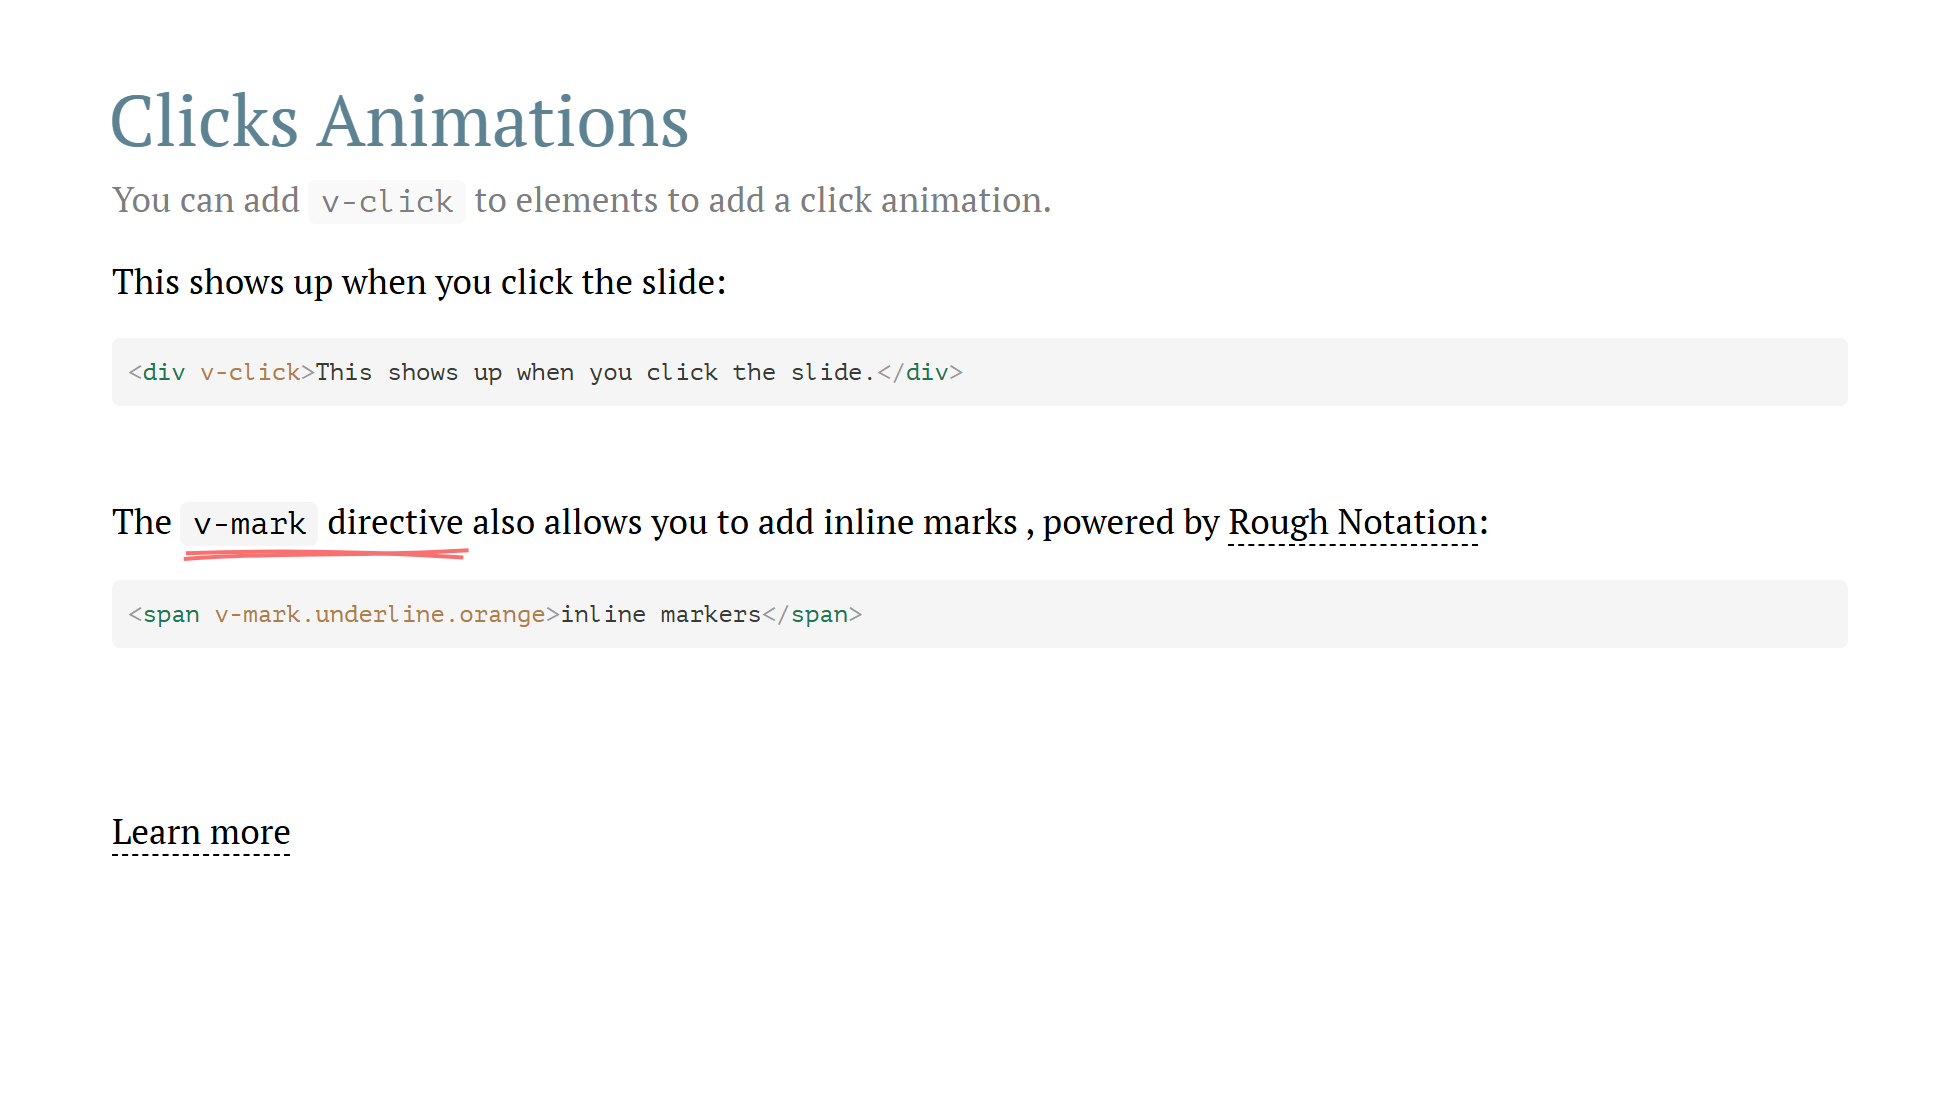 Clicks Animations
You can add v-click to elements to add a click animation.
This shows up when you click the slide:
<div v-click>This shows up when you click the slide.</div>
The v-mark directive also allows you to add inline marks , powered by Rough Notation:
<span v-mark.underline.orange>inline markers</span>
Learn more